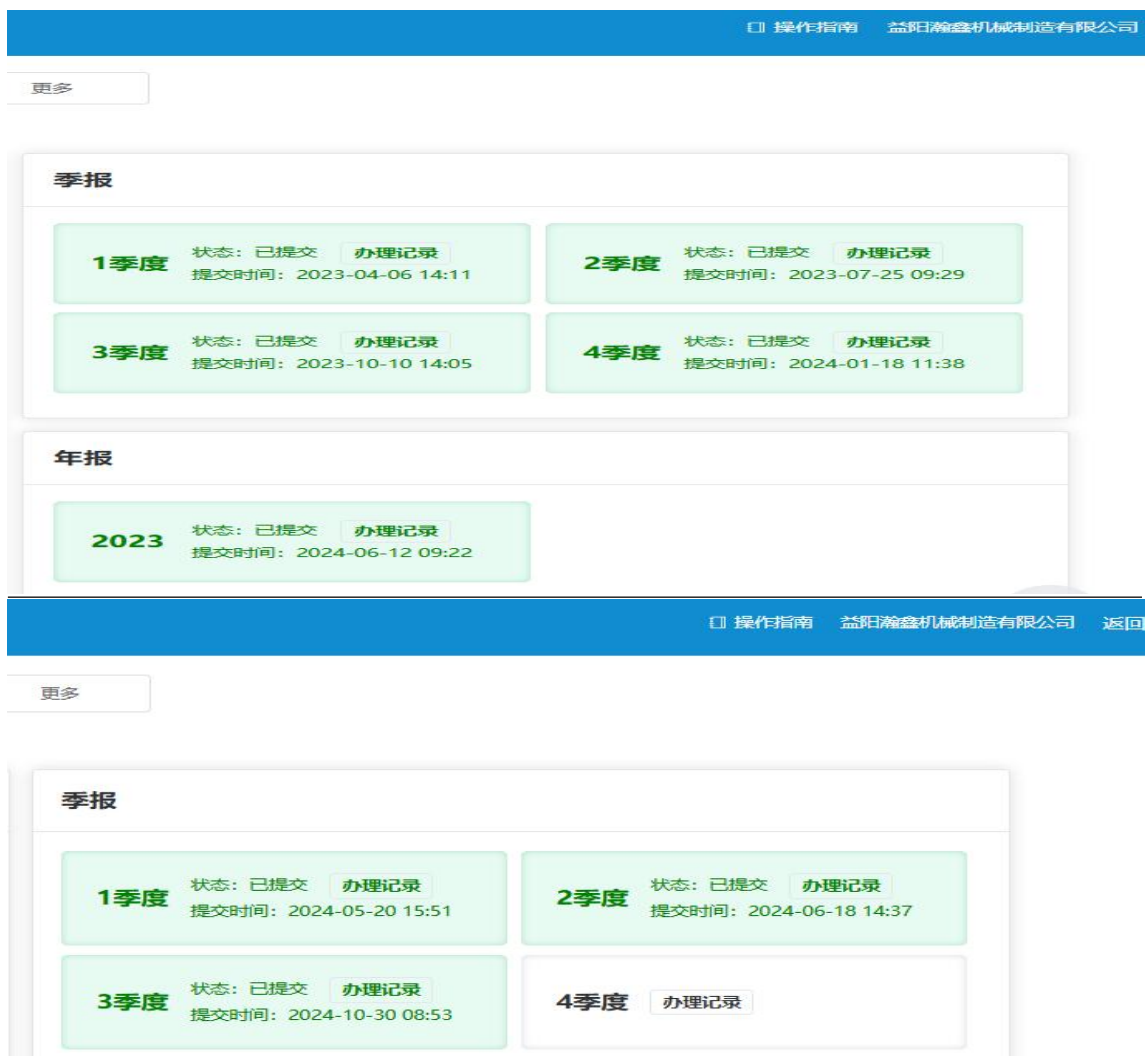 操作指南 益阳瀚鑫机械制造有限公司
更多
季报
1季度 状态：已提交 办理记录
提交时间：2023-04-06 14:11
2季度 状态：已提交 办理记录
提交时间：2023-07-25 09:29
3季度 状态：已提交 办理记录
提交时间：2023-10-10 14:05
4季度 状态：已提交 办理记录
提交时间：2024-01-18 11:38
年报
2023 状态：已提交 办理记录
提交时间：2024-06-12 09:22
操作指南 益阳瀚鑫机械制造有限公司 返回
更多
季报
1季度 状态：已提交 办理记录
提交时间：2024-05-20 15:51
2季度 状态：已提交 办理记录
提交时间：2024-06-18 14:37
3季度 状态：已提交 办理记录
提交时间：2024-10-30 08:53
4季度 办理记录